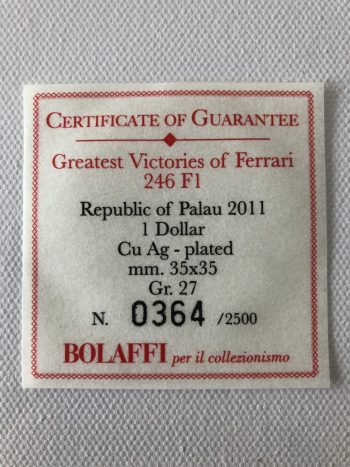 CERTIFICATE OF GUARANTEE
Greatest Victories of Ferrari
246 F1
Republic of Palau 2011
1 Dollar
Cu Ag - plated
mm. 35x35
Gr. 27
N. 0364 /2500
BOLAFFI per il collezionismo